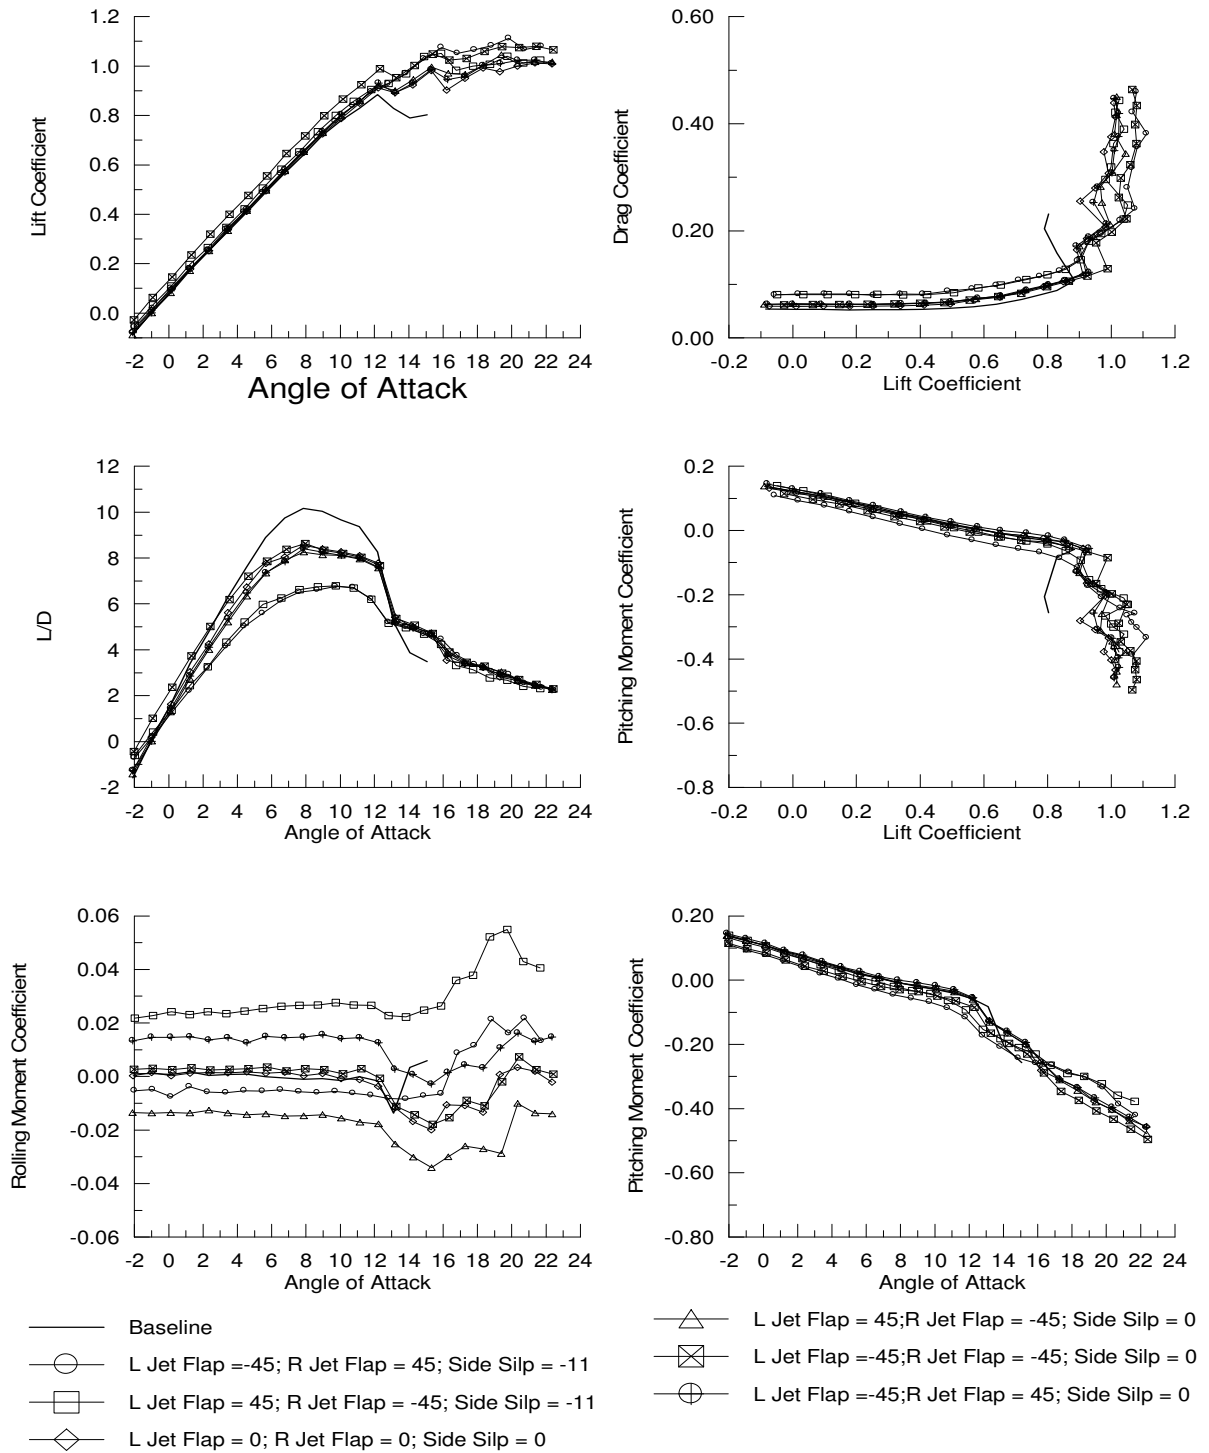 1.2
1.0
0.8
0.6
0.4
0.2
0.0
Lift Coefficient
-2 0 2 4 6 8 10 12 14 16 18 20 22 24
Angle of Attack
0.60
0.40
0.20
0.00
Drag Coefficient
-0.2 0.0 0.2 0.4 0.6 0.8 1.0 1.2
Lift Coefficient
12
10
8
6
4
2
0
-2
L/D
-2 0 2 4 6 8 10 12 14 16 18 20 22 24
Angle of Attack
0.2
0.0
-0.2
-0.4
-0.6
-0.8
Pitching Moment Coefficient
-0.2 0.0 0.2 0.4 0.6 0.8 1.0 1.2
Lift Coefficient
0.06
0.04
0.02
0.00
-0.02
-0.04
-0.06
Rolling Moment Coefficient
-2 0 2 4 6 8 10 12 14 16 18 20 22 24
Angle of Attack
0.20
0.00
-0.20
-0.40
-0.60
-0.80
Pitching Moment Coefficient
-2 0 2 4 6 8 10 12 14 16 18 20 22 24
Angle of Attack
Baseline
L Jet Flap =-45; R Jet Flap = 45; Side Silp = -11
L Jet Flap = 45; R Jet Flap = -45; Side Silp = -11
L Jet Flap = 0; R Jet Flap = 0; Side Silp = 0
L Jet Flap = 45;R Jet Flap = -45; Side Silp = 0
L Jet Flap =-45;R Jet Flap = -45; Side Silp = 0
L Jet Flap =-45;R Jet Flap = 45; Side Silp = 0